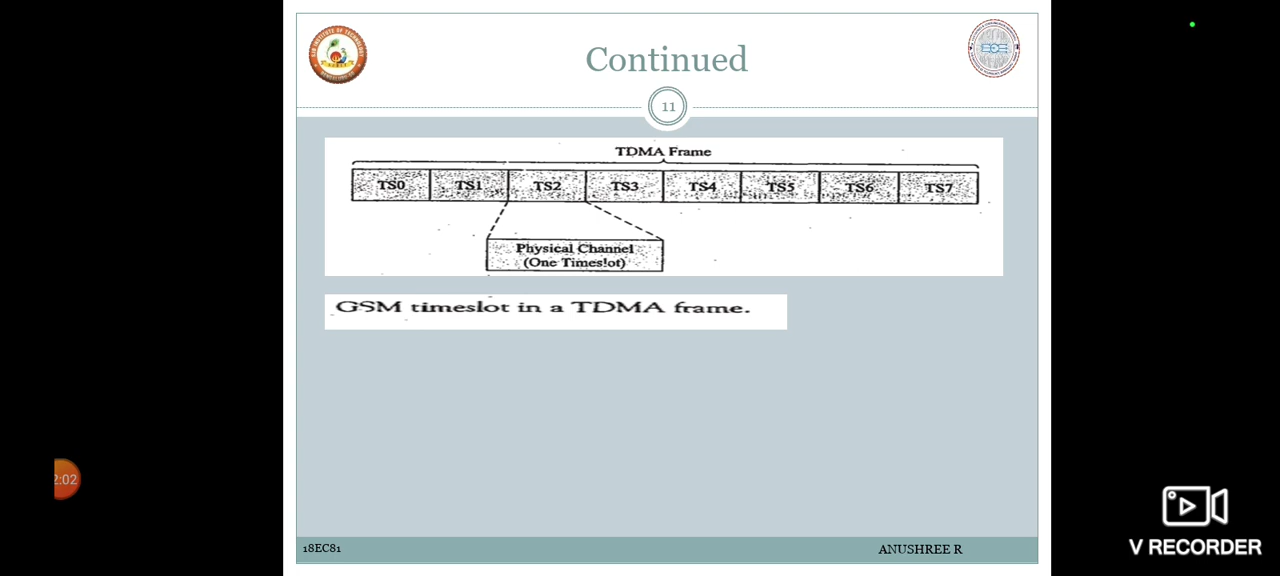 Continued
11
TDMA Frame
TS0 TS1 TS2 TS3 TS4 TS5 TS6 TS7
Physical Channel
(One Timeslot)
GSM timeslot in a TDMA frame.
2:02
18EC81 ANUSHREE R
V RECORDER